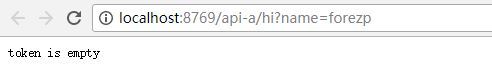 localhost:8769/api-a/hi?name=forezp
token is empty